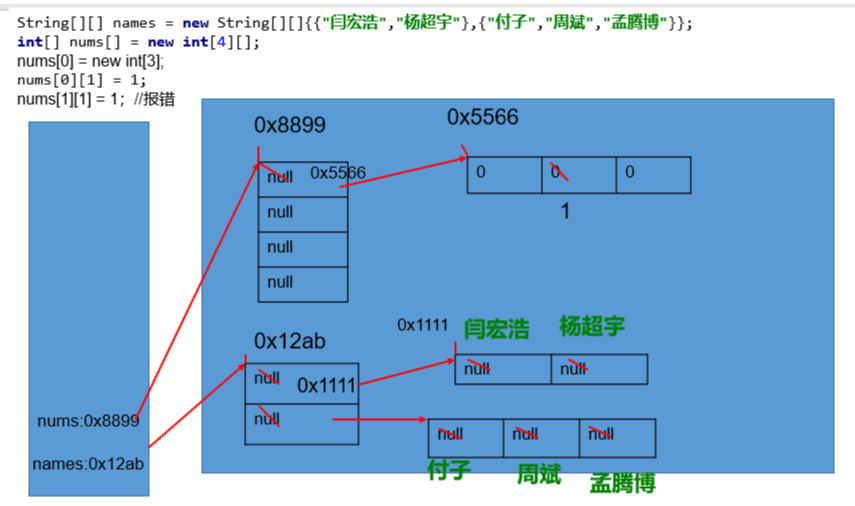 String[][] names = new String[][]{{"闫宏浩","杨超宇"},{"付子","周斌","孟腾博"}};
int[] nums[] = new int[4][];
nums[0] = new int[3];
nums[0][1] = 1;
nums[1][1] = 1; //报错
0x8899
0x5566
null 0x5566
0 0 0
null
1
null
null
0x12ab
0x1111 闫宏浩 杨超宇
null 0x1111
null null
nums:0x8899
null
null null null
names:0x12ab
付子 周斌 孟腾博